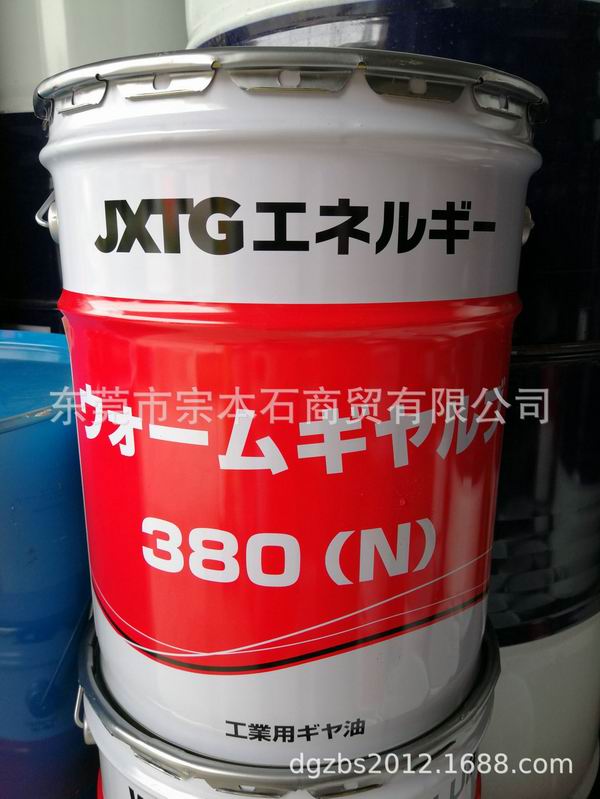 JXTGエネルギー
东莞市宗本石商贸有限公司
ウォームギヤルブ
380(N)
工業用ギヤ油
dgzbs2012.1688.com